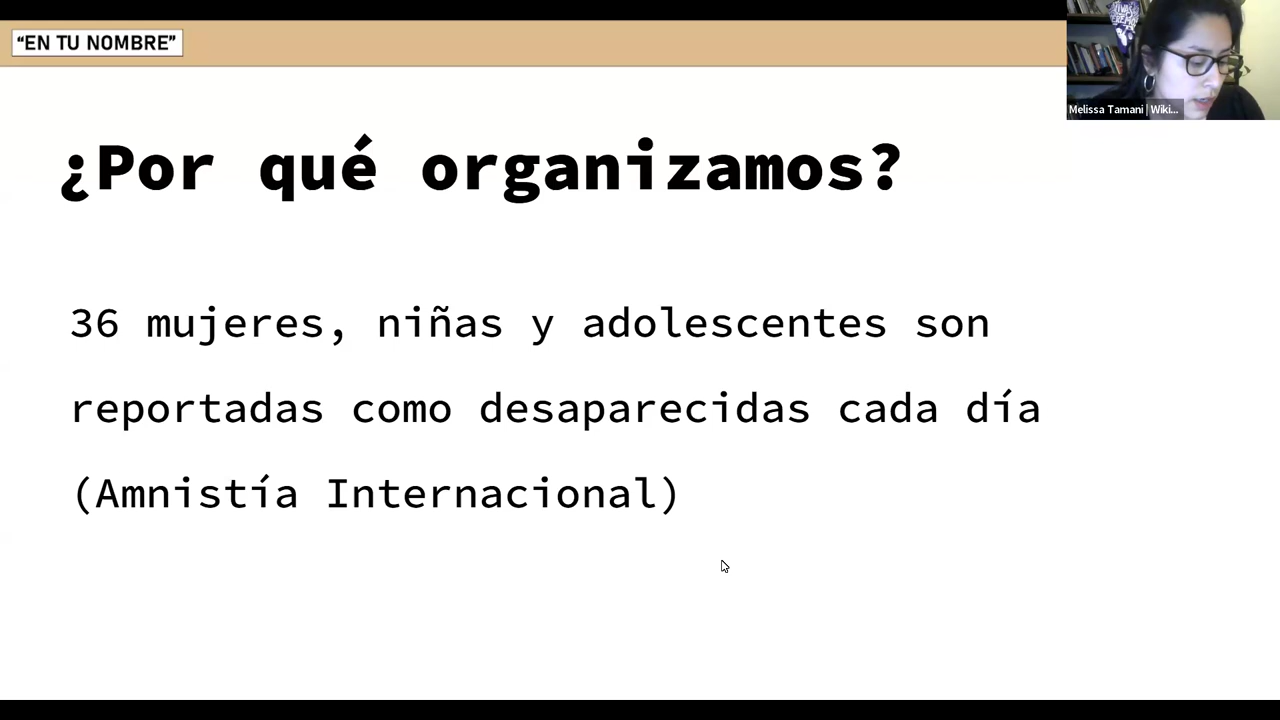 “EN TU NOMBRE”
Melissa Tamani | Wiki...
¿Por qué organizamos?
36 mujeres, niñas y adolescentes son
reportadas como desaparecidas cada día
(Amnistía Internacional)